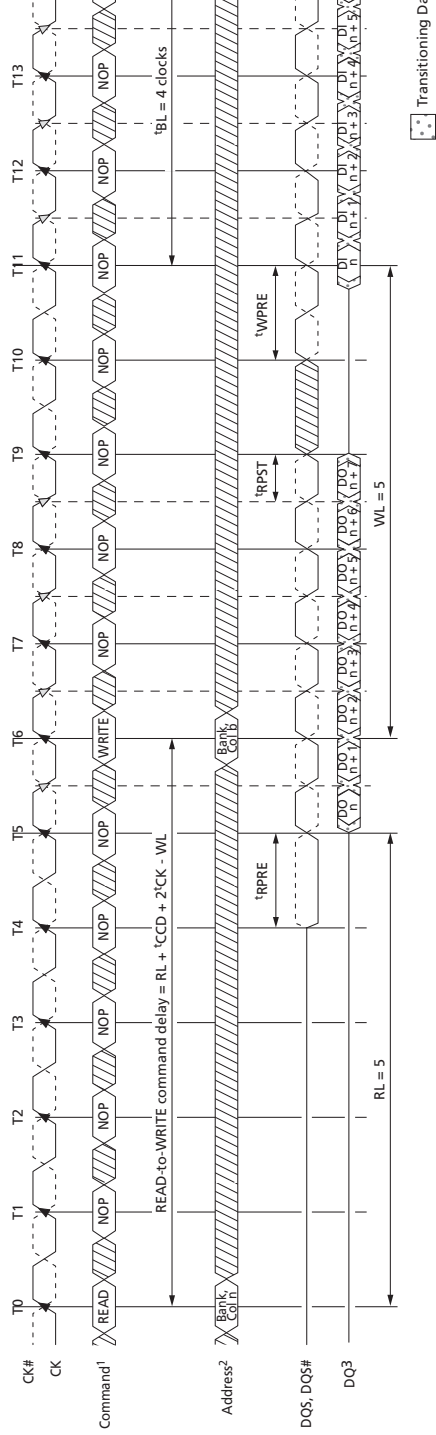 T0 T1 T2 T3 T4 T5 T6 T7 T8 T9 T10 T11 T12 T13
CK#
CK
Command1 READ NOP NOP NOP NOP NOP WRITE NOP NOP NOP NOP NOP NOP NOP
READ-to-WRITE command delay = RL + tCCD + 2tCK - WL
tBL = 4 clocks
Address2 Bank, Col n Bank, Col b
tRPRE tRPST tWPRE
DQS, DQS#
DQ3 DO n DO n + 1 DO n + 2 DO n + 3 DO n + 4 DO n + 5 DO n + 6 DO n + 7 DI n DI n + 1 DI n + 2 DI n + 3 DI n + 4 DI n + 5
RL = 5 WL = 5
Transitioning Da